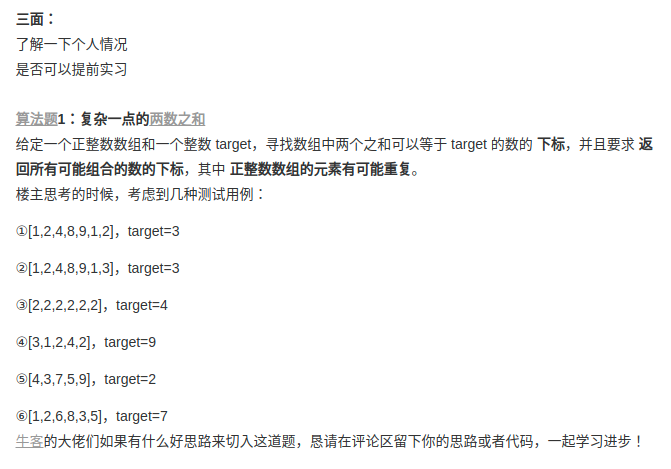 三面：
了解一下个人情况
是否可以提前实习
算法题1：复杂一点的两数之和
给定一个正整数数组和一个整数 target，寻找数组中两个之和可以等于 target 的数的 下标，并且要求 返
回所有可能组合的数的下标，其中 正整数数组的元素有可能重复。
楼主思考的时候，考虑到几种测试用例：
①[1,2,4,8,9,1,2]，target=3
②[1,2,4,8,9,1,3]，target=3
③[2,2,2,2,2,2]，target=4
④[3,1,2,4,2]，target=9
⑤[4,3,7,5,9]，target=2
⑥[1,2,6,8,3,5]，target=7
牛客的大佬们如果有什么好思路来切入这道题，恳请在评论区留下你的思路或者代码，一起学习进步！